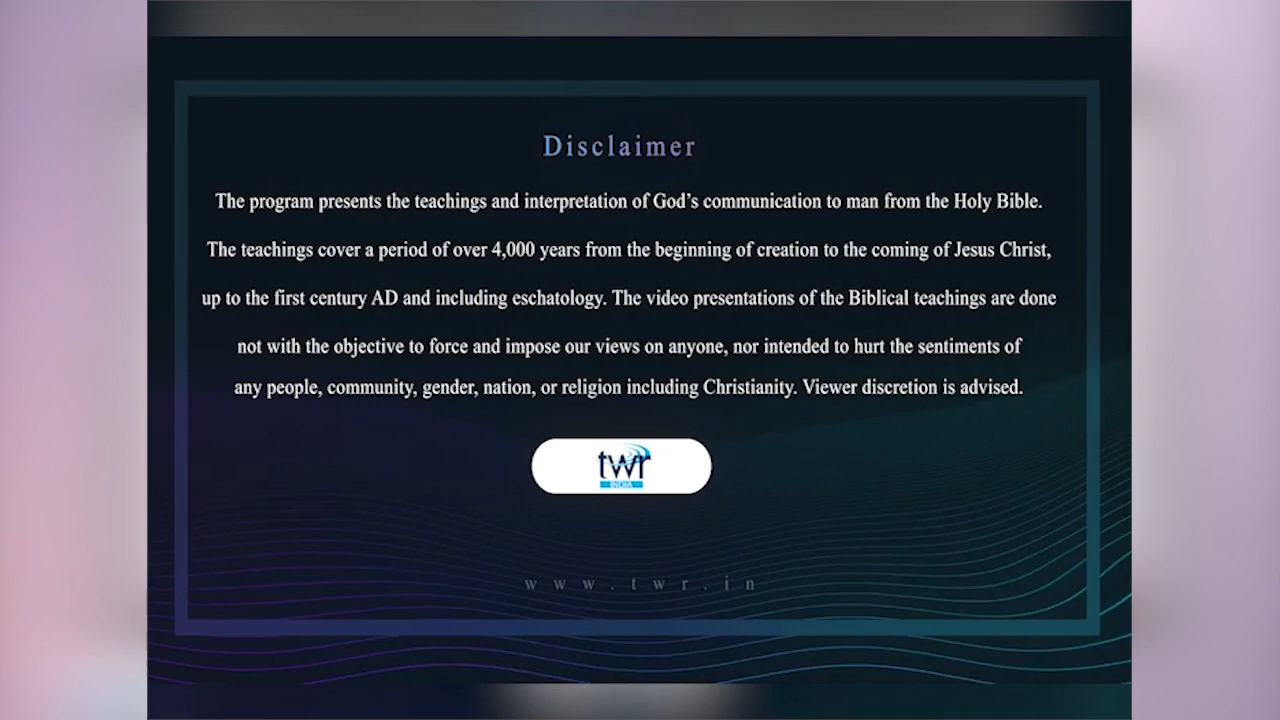 Disclaimer
The program presents the teachings and interpretation of God’s communication to man from the Holy Bible.
The teachings cover a period of over 4,000 years from the beginning of creation to the coming of Jesus Christ,
up to the first century AD and including eschatology. The video presentations of the Biblical teachings are done
not with the objective to force and impose our views on anyone, nor intended to hurt the sentiments of
any people, community, gender, nation, or religion including Christianity. Viewer discretion is advised.
twr
INDIA
www.twr.in